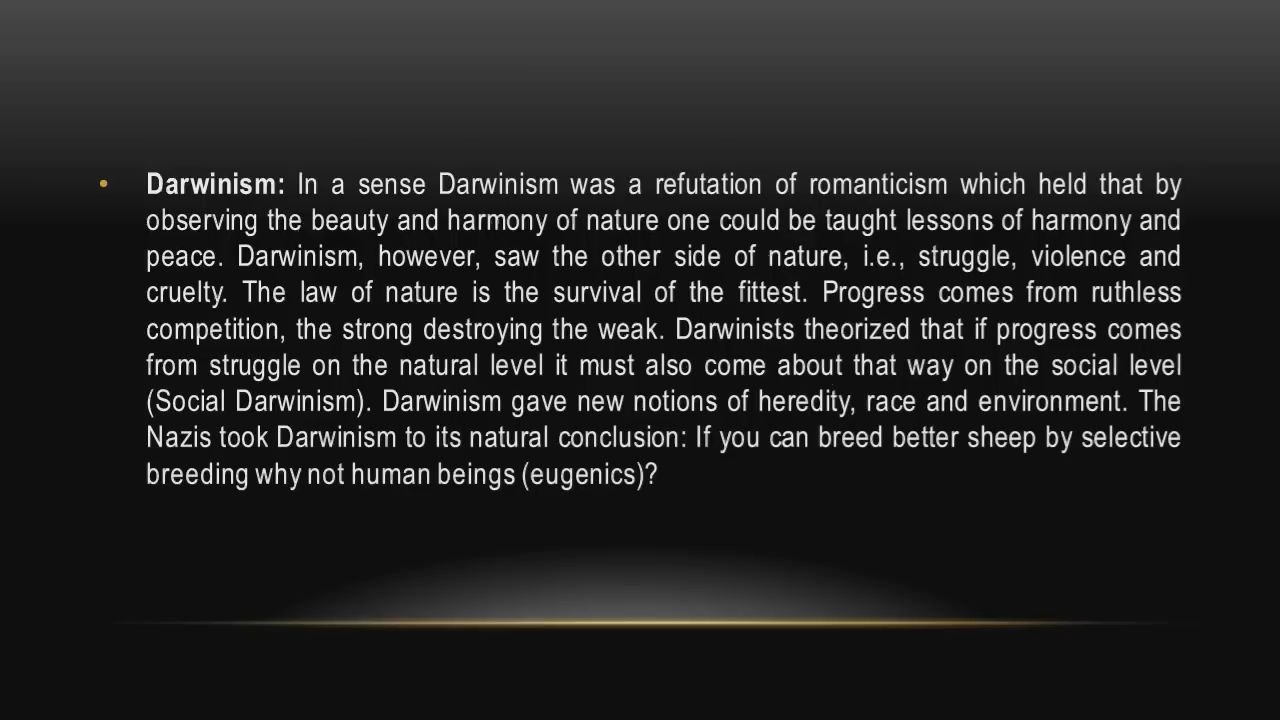 • Darwinism: In a sense Darwinism was a refutation of romanticism which held that by
observing the beauty and harmony of nature one could be taught lessons of harmony and
peace. Darwinism, however, saw the other side of nature, i.e., struggle, violence and
cruelty. The law of nature is the survival of the fittest. Progress comes from ruthless
competition, the strong destroying the weak. Darwinists theorized that if progress comes
from struggle on the natural level it must also come about that way on the social level
(Social Darwinism). Darwinism gave new notions of heredity, race and environment. The
Nazis took Darwinism to its natural conclusion: If you can breed better sheep by selective
breeding why not human beings (eugenics)?